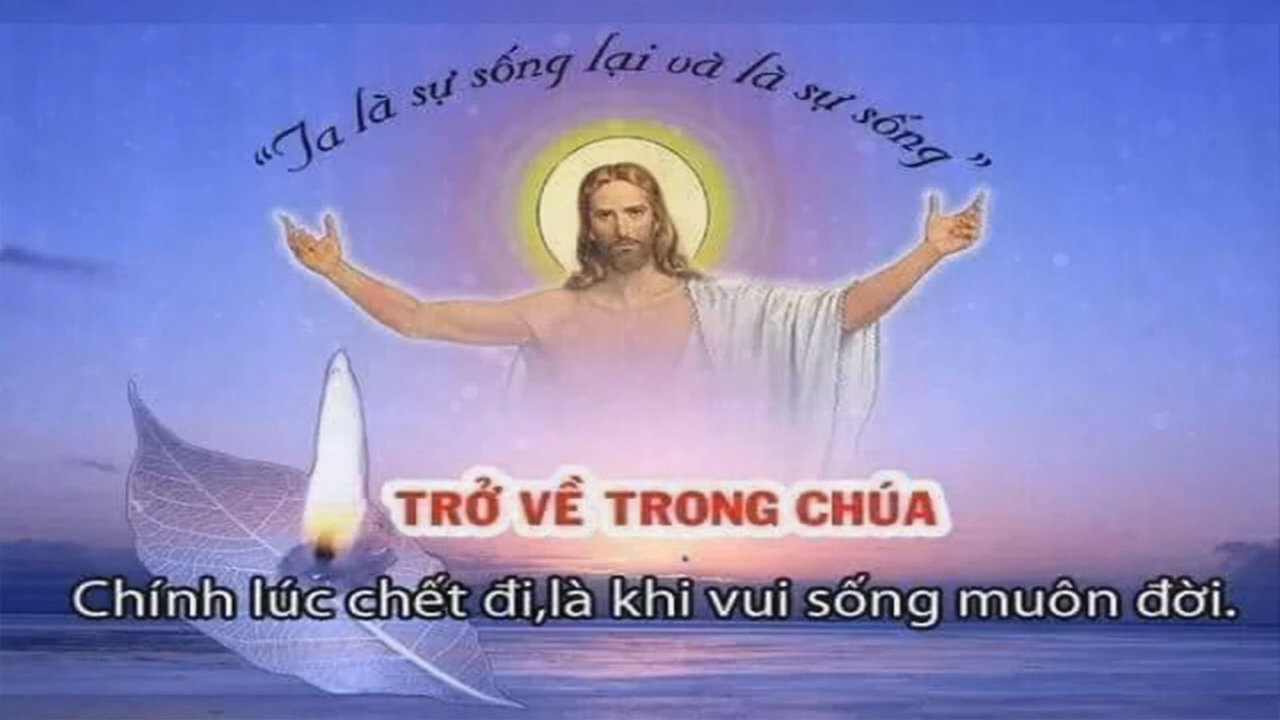 “Ta là sự sống lại và là sự sống”
TRỞ VỀ TRONG CHÚA
Chính lúc chết đi,là khi vui sống muôn đời.